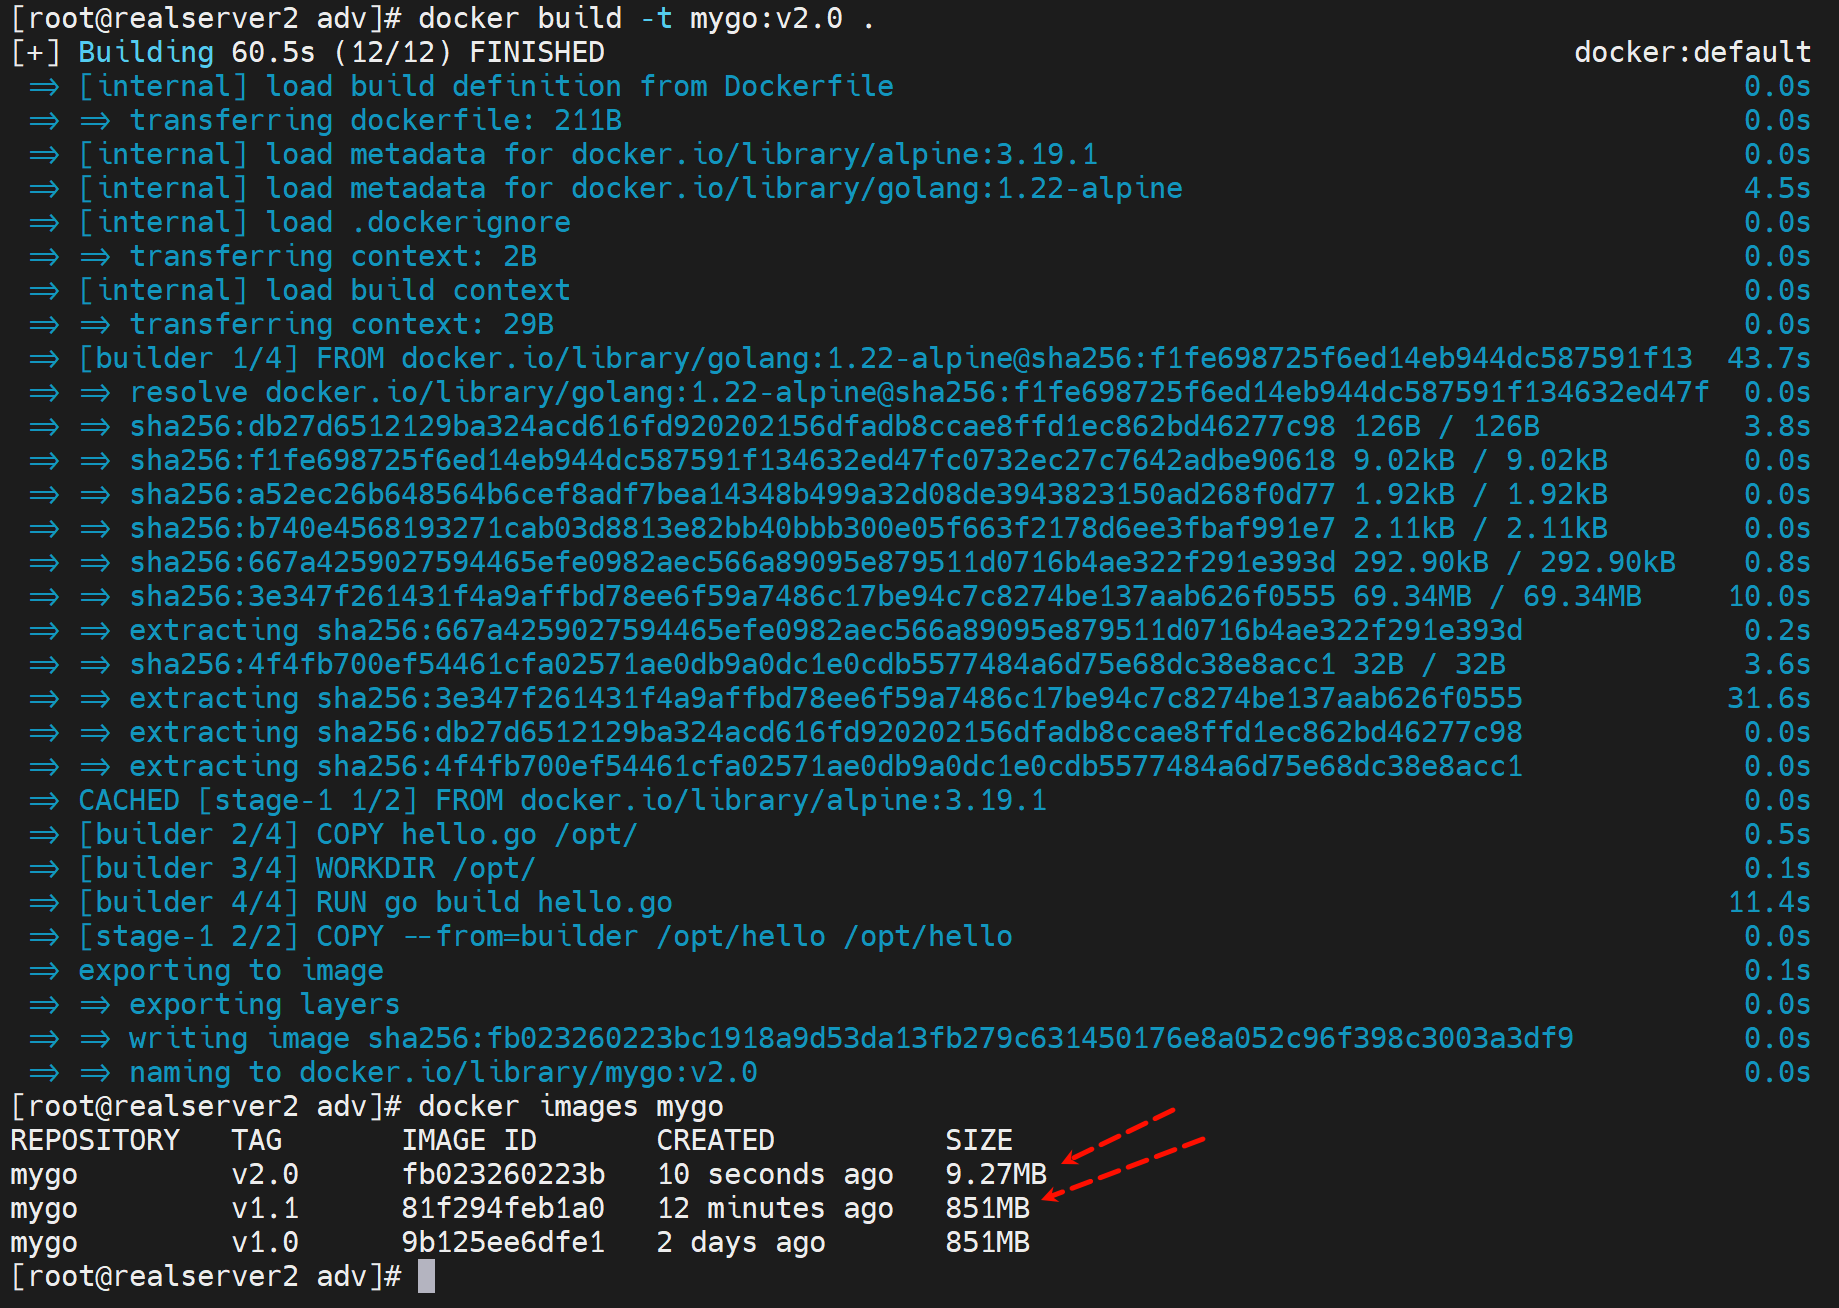 [root@realserver2 adv]# docker build -t mygo:v2.0 .
[+] Building 60.5s (12/12) FINISHED docker:default
=> [internal] load build definition from Dockerfile 0.0s
=> => transferring dockerfile: 211B 0.0s
=> [internal] load metadata for docker.io/library/alpine:3.19.1 0.0s
=> [internal] load metadata for docker.io/library/golang:1.22-alpine 4.5s
=> [internal] load .dockerignore 0.0s
=> => transferring context: 2B 0.0s
=> [internal] load build context 0.0s
=> => transferring context: 29B 0.0s
=> [builder 1/4] FROM docker.io/library/golang:1.22-alpine@sha256:f1fe698725f6ed14eb944dc587591f13 43.7s
=> => resolve docker.io/library/golang:1.22-alpine@sha256:f1fe698725f6ed14eb944dc587591f134632ed47f 0.0s
=> => sha256:db27d6512129ba324acd616fd920202156dfadb8ccae8ffd1ec862bd46277c98 126B / 126B 3.8s
=> => sha256:f1fe698725f6ed14eb944dc587591f134632ed47fc0732ec27c7642adbe90618 9.02kB / 9.02kB 0.0s
=> => sha256:a52ec26b648564b6cef8adf7bea14348b499a32d08de3943823150ad268f0d77 1.92kB / 1.92kB 0.0s
=> => sha256:b740e4568193271cab03d8813e82bb40bbb300e05f663f2178d6ee3fbaf991e7 2.11kB / 2.11kB 0.0s
=> => sha256:667a4259027594465efe0982aec566a89095e879511d0716b4ae322f291e393d 292.90kB / 292.90kB 0.8s
=> => sha256:3e347f261431f4a9affbd78ee6f59a7486c17be94c7c8274be137aab626f0555 69.34MB / 69.34MB 10.0s
=> => extracting sha256:667a4259027594465efe0982aec566a89095e879511d0716b4ae322f291e393d 0.2s
=> => sha256:4f4fb700ef54461cfa02571ae0db9a0dc1e0cdb5577484a6d75e68dc38e8acc1 32B / 32B 3.6s
=> => extracting sha256:3e347f261431f4a9affbd78ee6f59a7486c17be94c7c8274be137aab626f0555 31.6s
=> => extracting sha256:db27d6512129ba324acd616fd920202156dfadb8ccae8ffd1ec862bd46277c98 0.0s
=> => extracting sha256:4f4fb700ef54461cfa02571ae0db9a0dc1e0cdb5577484a6d75e68dc38e8acc1 0.0s
=> CACHED [stage-1 1/2] FROM docker.io/library/alpine:3.19.1 0.0s
=> [builder 2/4] COPY hello.go /opt/ 0.5s
=> [builder 3/4] WORKDIR /opt/ 0.1s
=> [builder 4/4] RUN go build hello.go 11.4s
=> [stage-1 2/2] COPY --from=builder /opt/hello /opt/hello 0.0s
=> exporting to image 0.1s
=> => exporting layers 0.0s
=> => writing image sha256:fb023260223bc1918a9d53da13fb279c631450176e8a052c96f398c3003a3df9 0.0s
=> => naming to docker.io/library/mygo:v2.0 0.0s
[root@realserver2 adv]# docker images mygo
REPOSITORY TAG IMAGE ID CREATED SIZE
mygo v2.0 fb023260223b 10 seconds ago 9.27MB
mygo v1.1 81f294feb1a0 12 minutes ago 851MB
mygo v1.0 9b125ee6dfe1 2 days ago 851MB
[root@realserver2 adv]#